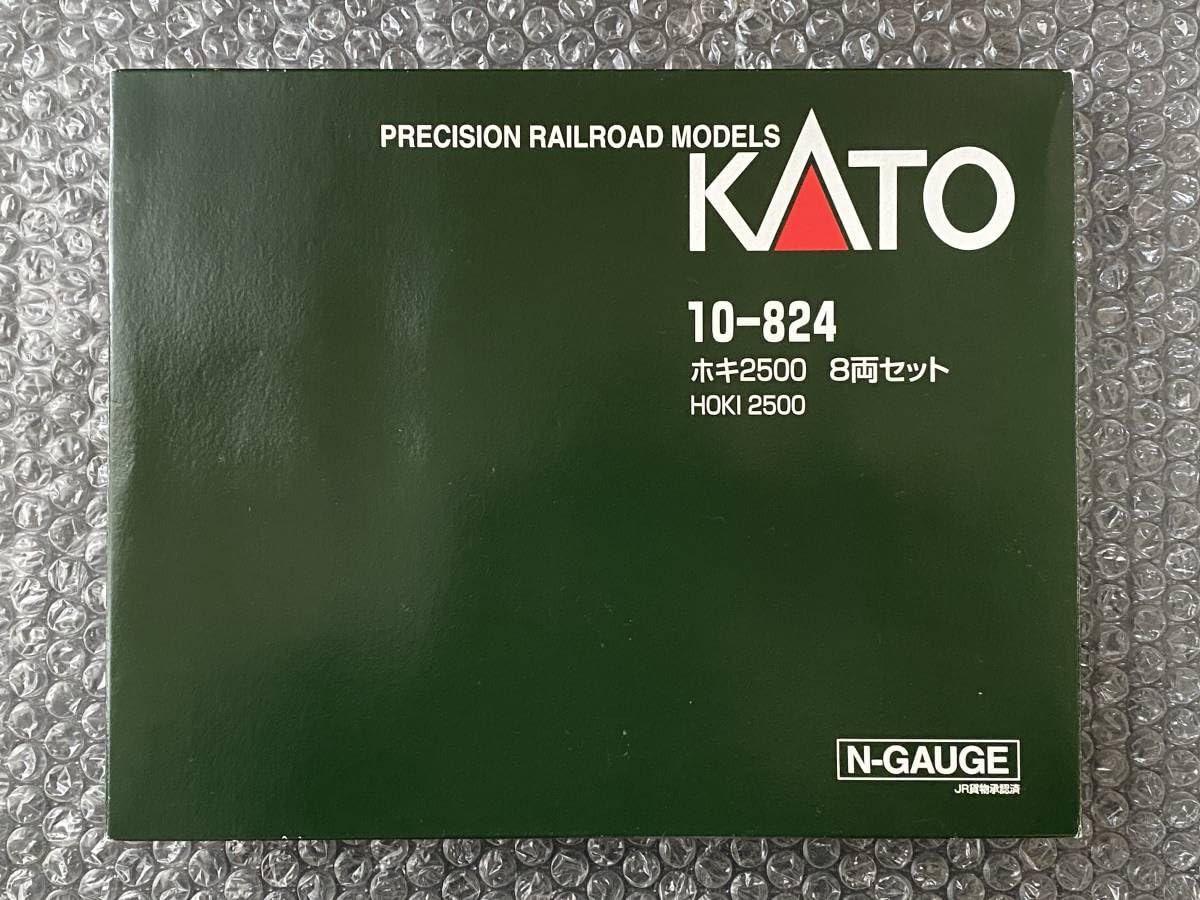 PRECISION RAILROAD MODELS
KATO
10-824
ホキ2500 8両セット
HOKI 2500
N-GAUGE
JR貨物承認済